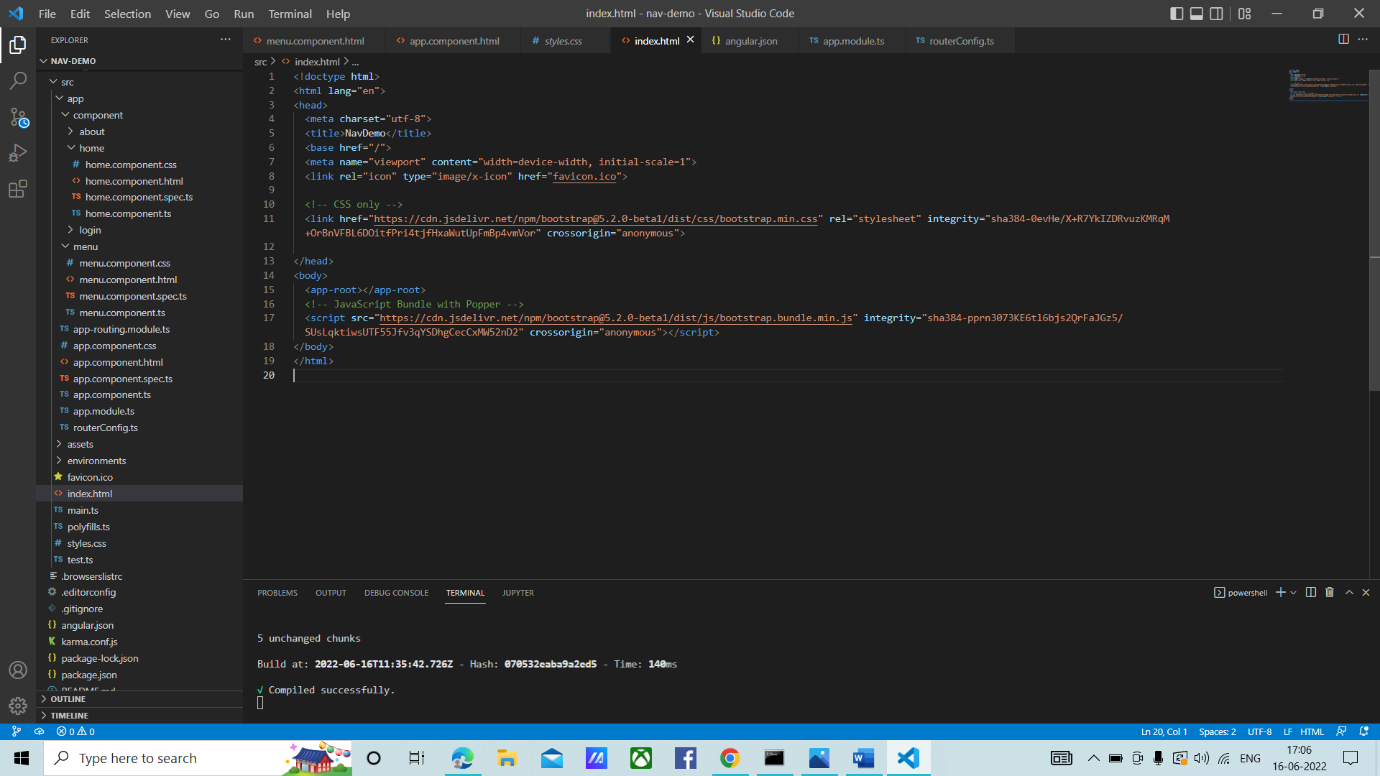 File Edit Selection View Go Run Terminal Help
index.html - nav-demo - Visual Studio Code
EXPLORER
NAV-DEMO
src
app
component
about
home
home.component.css
home.component.html
home.component.spec.ts
home.component.ts
login
menu
menu.component.css
menu.component.html
menu.component.spec.ts
menu.component.ts
app-routing.module.ts
app.component.css
app.component.html
app.component.spec.ts
app.component.ts
app.module.ts
routerConfig.ts
assets
environments
favicon.ico
index.html
main.ts
polyfills.ts
styles.css
test.ts
.browserslistrc
.editorconfig
.gitignore
angular.json
karma.conf.js
package-lock.json
package.json
README.md
OUTLINE
TIMELINE
menu.component.html app.component.html styles.css index.html angular.json app.module.ts routerConfig.ts
src > index.html > ...
1 <!doctype html>
2 <html lang="en">
3 <head>
4 <meta charset="utf-8">
5 <title>NavDemo</title>
6 <base href="/">
7 <meta name="viewport" content="width=device-width, initial-scale=1">
8 <link rel="icon" type="image/x-icon" href="favicon.ico">
9
10 <!-- CSS only -->
11 <link href="https://cdn.jsdelivr.net/npm/bootstrap@5.2.0-beta1/dist/css/bootstrap.min.css" rel="stylesheet" integrity="sha384-0evHe/X+R7YkIZDRvuzKMRqM
+OrBnVFBL6DOitfPri4tjfHxaWutUpFmBp4vmVor" crossorigin="anonymous">
12
13 </head>
14 <body>
15 <app-root></app-root>
16 <!-- JavaScript Bundle with Popper -->
17 <script src="https://cdn.jsdelivr.net/npm/bootstrap@5.2.0-beta1/dist/js/bootstrap.bundle.min.js" integrity="sha384-pprn3073KE6tl6bjs2QrFaJGz5/
SUsLqktiwsUTF55Jfv3qYSDhgCecCxMW52nD2" crossorigin="anonymous"></script>
18 </body>
19 </html>
20
PROBLEMS OUTPUT DEBUG CONSOLE TERMINAL JUPYTER
powershell
5 unchanged chunks
Build at: 2022-06-16T11:35:42.726Z - Hash: 070532eaba9a2ed5 - Time: 140ms
√ Compiled successfully.
0 0
Ln 20, Col 1 Spaces: 2 UTF-8 LF HTML
Type here to search
ENG
17:06
16-06-2022